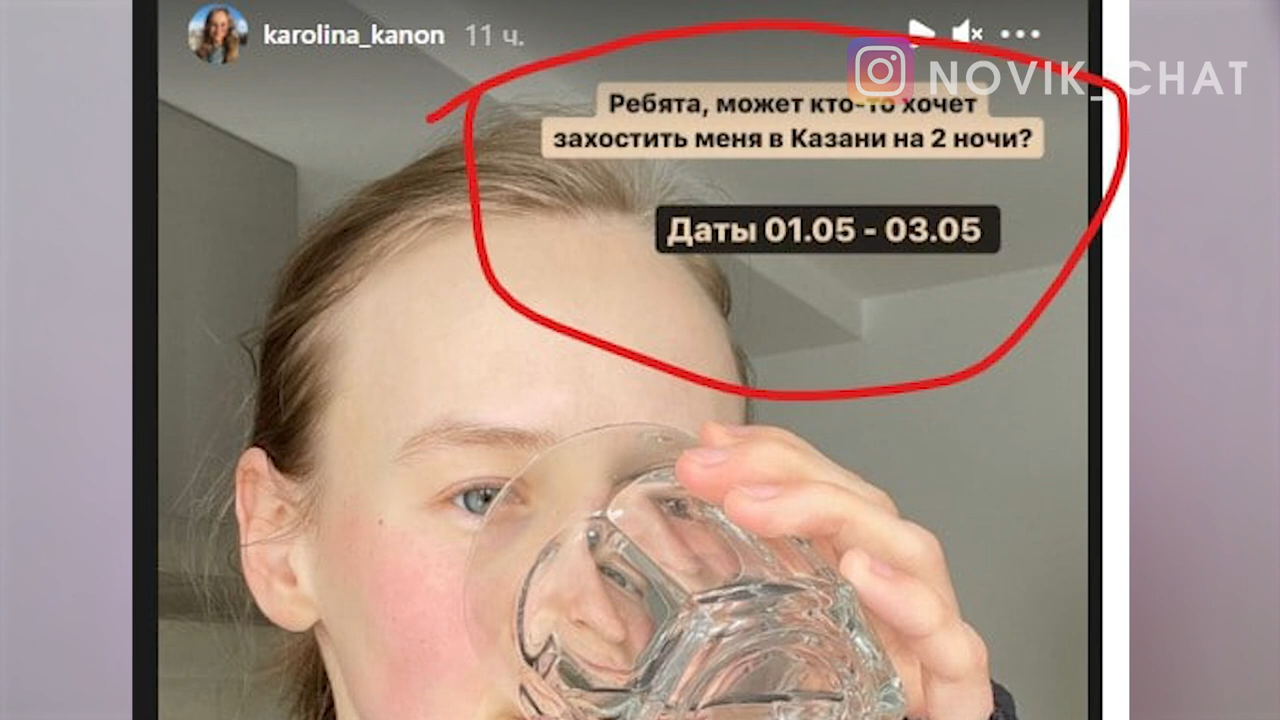 karolina_kanon 11 ч.
NOVIK_CHAT
Ребята, может кто-то хочет
захостить меня в Казани на 2 ночи?
Даты 01.05 - 03.05